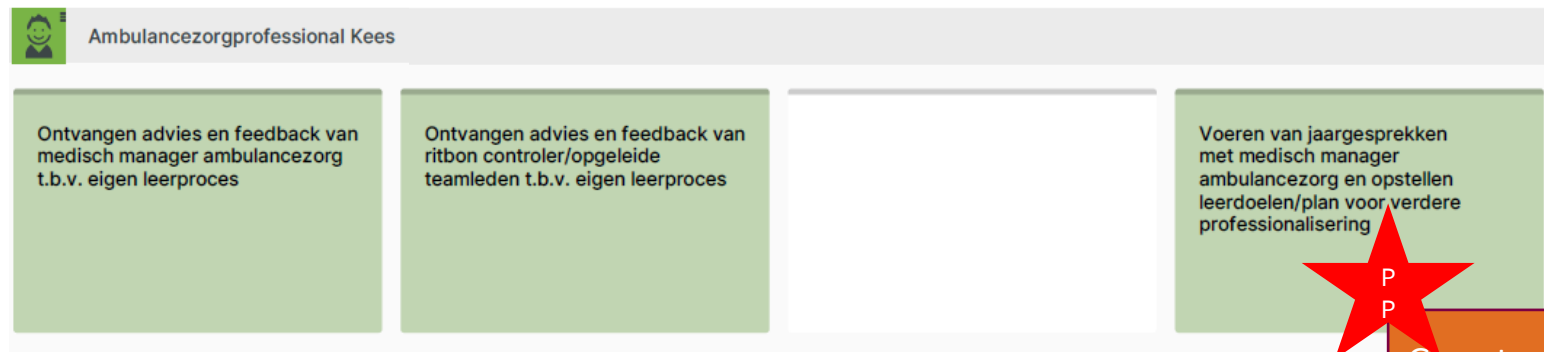 Ambulancezorgprofessional Kees
Ontvangen advies en feedback van
medisch manager ambulancezorg
t.b.v. eigen leerproces
Ontvangen advies en feedback van
ritbon controler/opgeleide
teamleden t.b.v. eigen leerproces
Voeren van jaargesprekken
met medisch manager
ambulancezorg en opstellen
leerdoelen/plan voor verdere
professionalisering
P
P